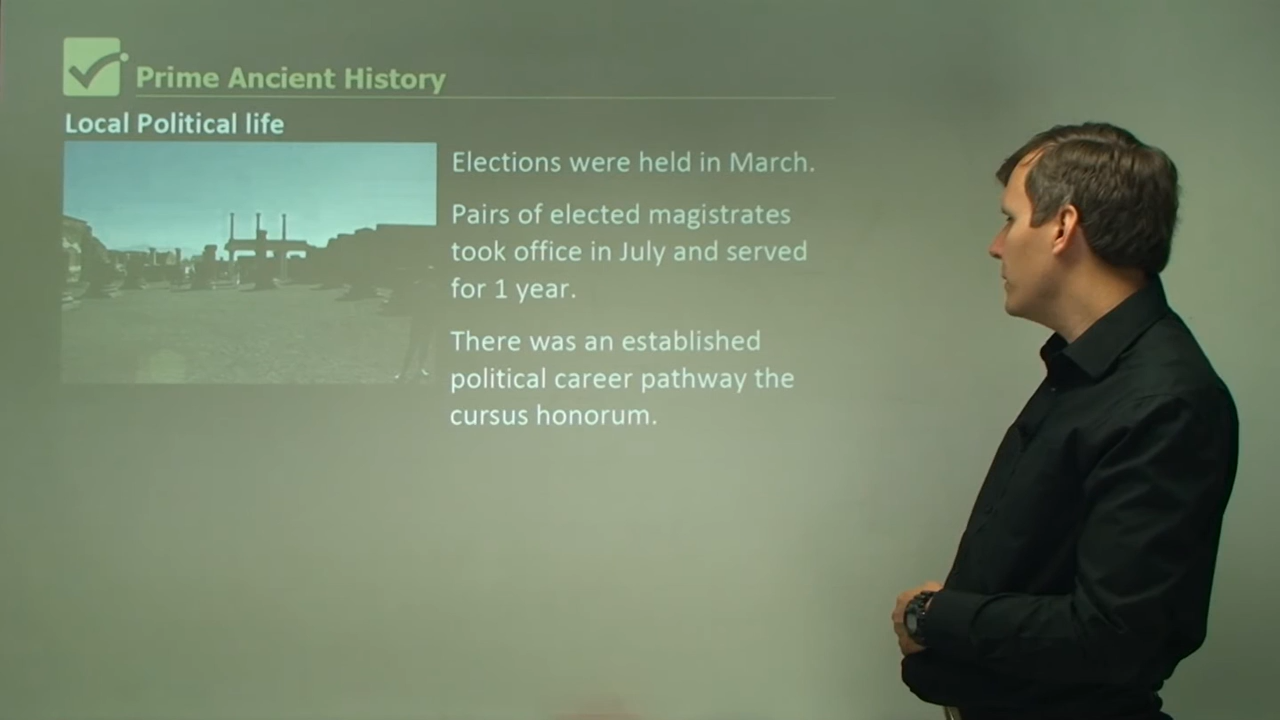 Prime Ancient History
Local Political life
Elections were held in March.
Pairs of elected magistrates
took office in July and served
for 1 year.
There was an established
political career pathway the
cursus honorum.